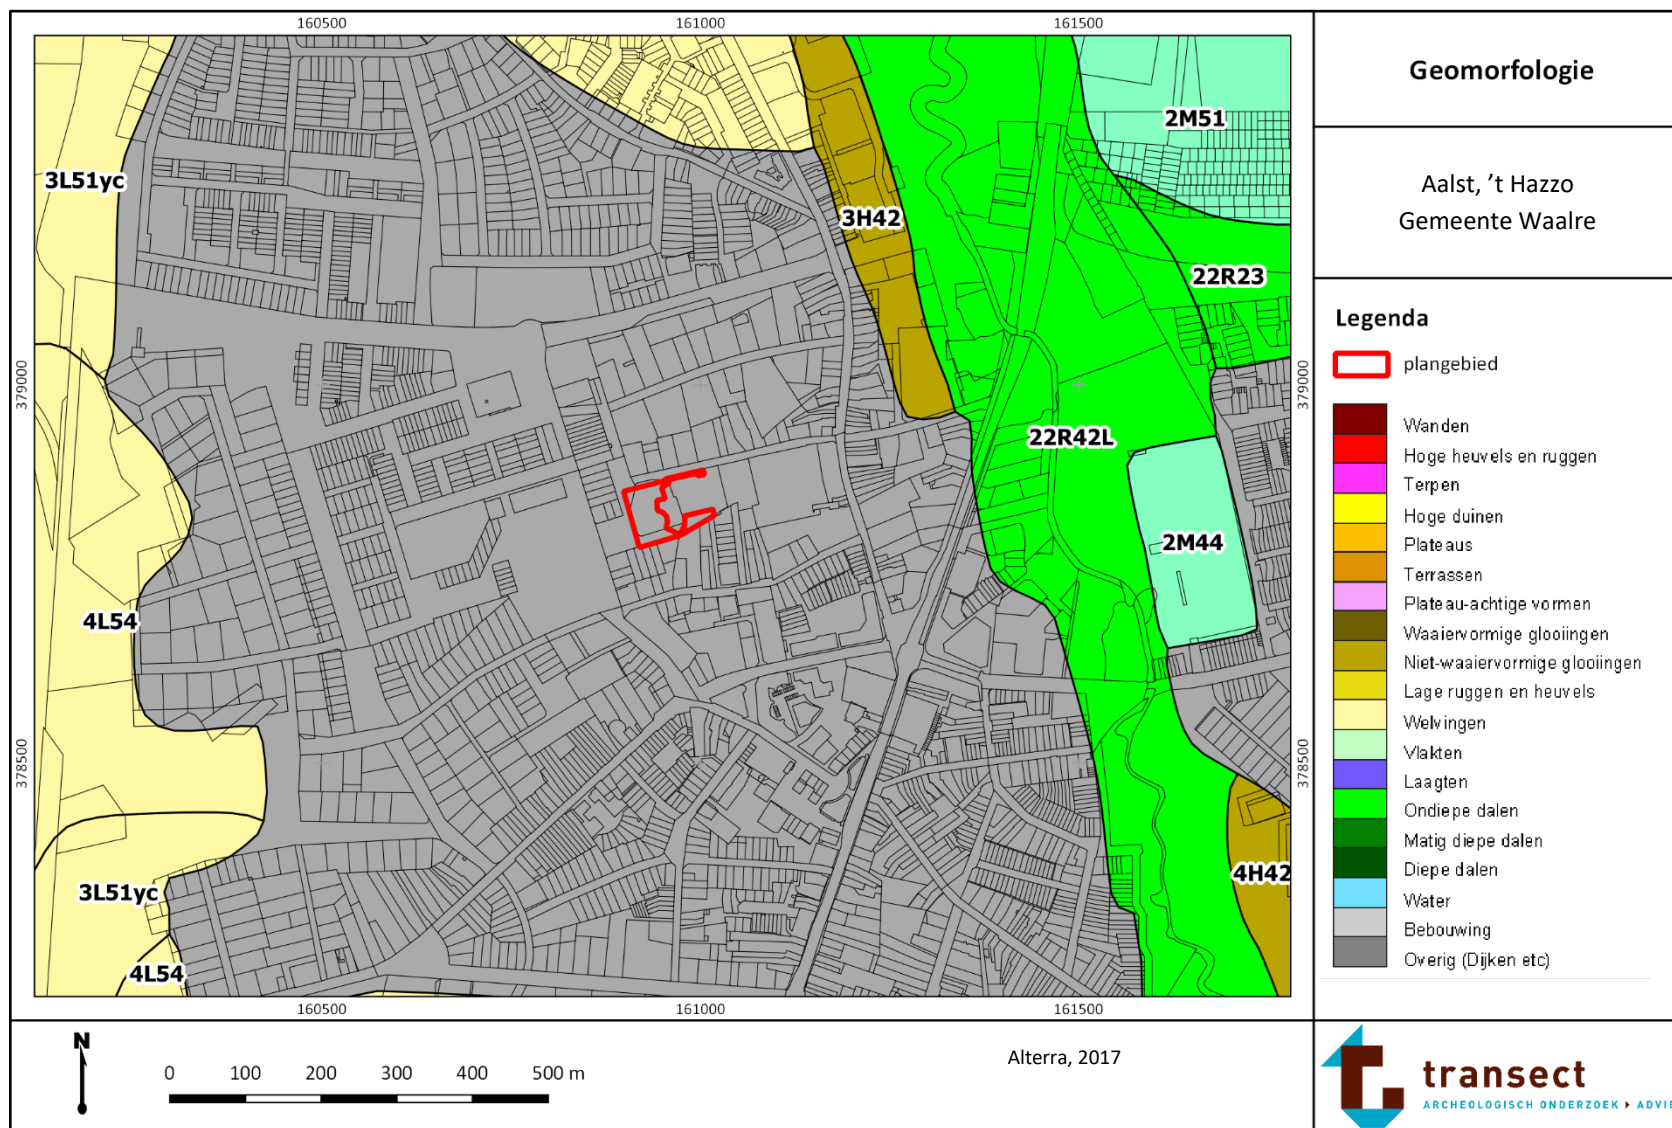 160500 161000 161500
Geomorfologie
2M51
Aalst, ’t Hazzo
Gemeente Waalre
3L51yc
3H42
22R23
Legenda
plangebied
379000
379000
22R42L
2M44
4L54
Wanden
Hoge heuvels en ruggen
Terpen
Hoge duinen
Plateaus
Terrassen
Plateau-achtige vormen
Waaiervormige glooiingen
Niet-waaiervormige glooiingen
Lage ruggen en heuvels
Welvingen
Vlakten
Laagten
Ondiepe dalen
Matig diepe dalen
Diepe dalen
Water
Bebouwing
Overig (Dijken etc)
378500
378500
3L51yc
4H42
4L54
160500 161000 161500
N
0 100 200 300 400 500 m
Alterra, 2017
transect
ARCHEOLOGISCH ONDERZOEK ▸ ADVIE